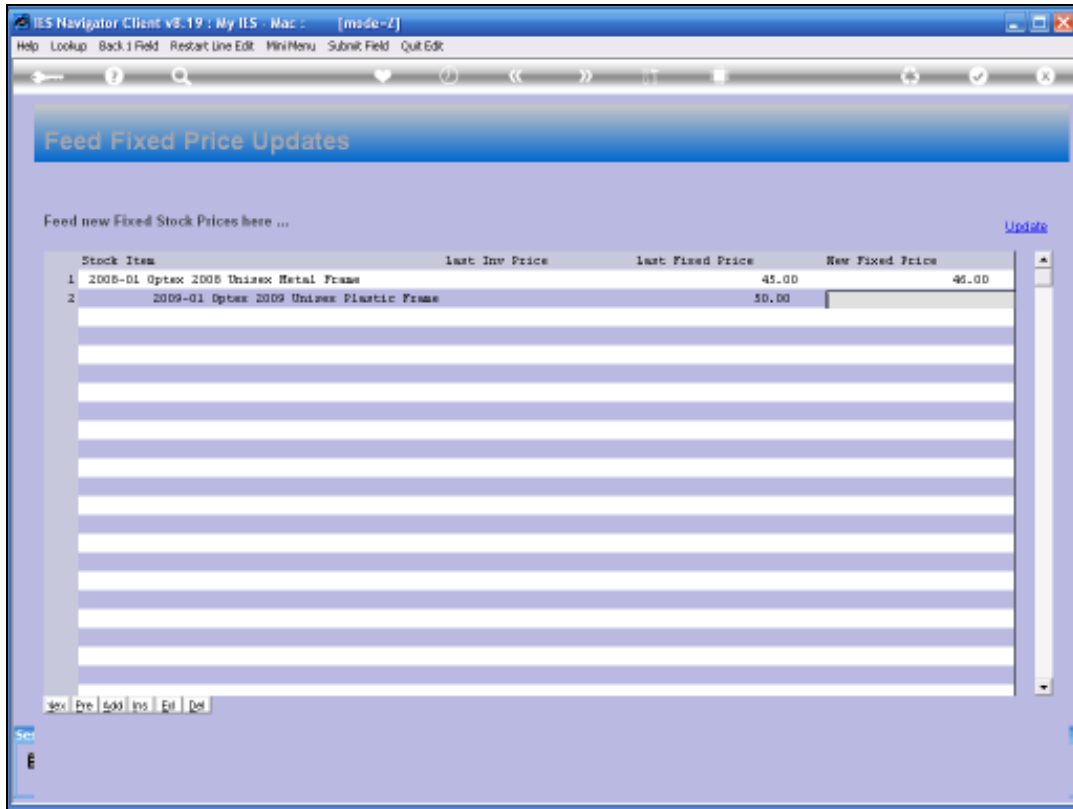 IES Navigator Client v8.19 : My IES - Mac : [mode=Z]
Help Lookup Back 1 Field Restart Line Edit MiniMenu Submit Field Quit Edit
Feed Fixed Price Updates
Feed new Fixed Stock Prices here ...
Update
Stock Item Last Inv Price Last Fixed Price New Fixed Price
1 2008-01 Optex 2008 Unisex Metal Frame 45.00 46.00
2 2009-01 Optex 2009 Unisex Plastic Frame 50.00
Nex Pre Add Ins Del